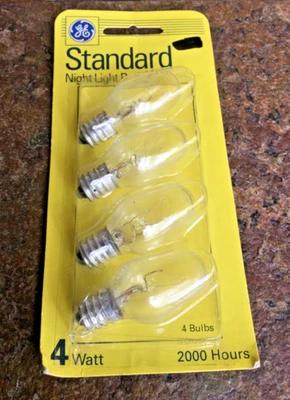 GE
Standard
Night Light
4 Bulbs
4 Watt
2000 Hours